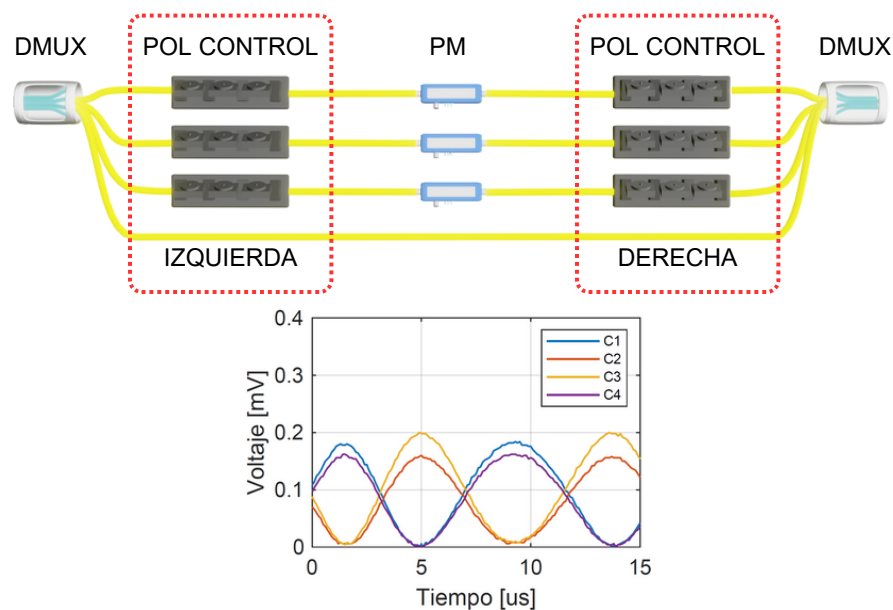 DMUX
POL CONTROL
PM
POL CONTROL
DMUX
IZQUIERDA
DERECHA
0.4
0.3
0.2
0.1
0
Voltaje [mV]
C1
C2
C3
C4
0
5
10
15
Tiempo [us]